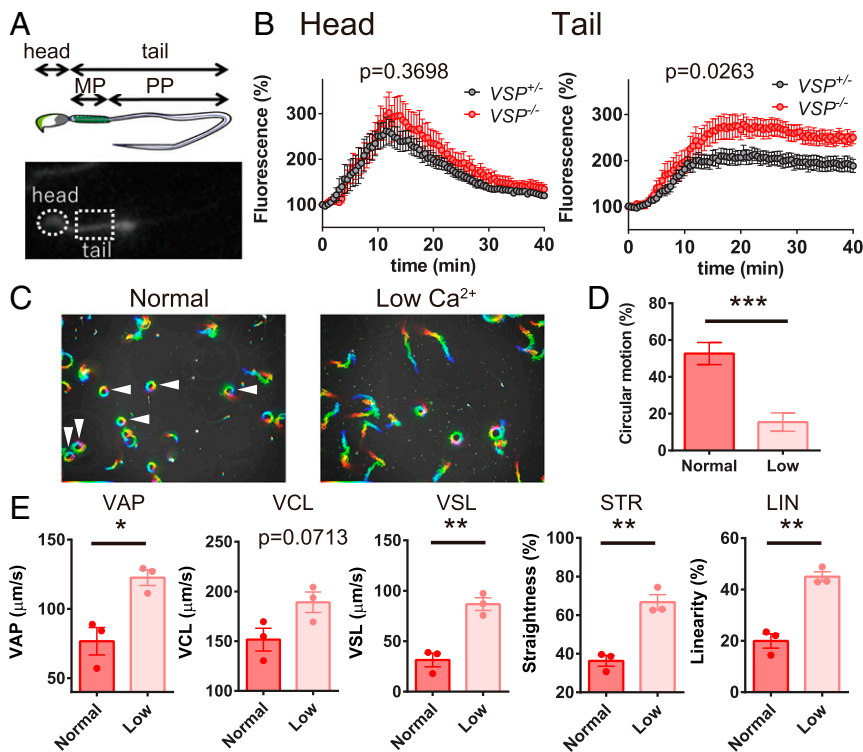 A
head
tail
MP
PP
head
tail
B
Head
p=0.3698
VSP+/-
VSP-/-
Fluorescence (%)
300
200
100
0
10
20
30
40
time (min)
Tail
p=0.0263
VSP+/-
VSP-/-
Fluorescence (%)
300
200
100
0
10
20
30
40
time (min)
C
Normal
Low Ca2+
D
***
Circular motion (%)
80
60
40
20
0
Normal
Low
E
VAP
*
VAP (μm/s)
150
100
50
Normal
Low
VCL
p=0.0713
VCL (μm/s)
250
200
150
100
Normal
Low
VSL
**
VSL (μm/s)
150
100
50
0
Normal
Low
STR
**
Straightness (%)
100
80
60
40
20
Normal
Low
LIN
**
Linearity (%)
60
40
20
0
Normal
Low